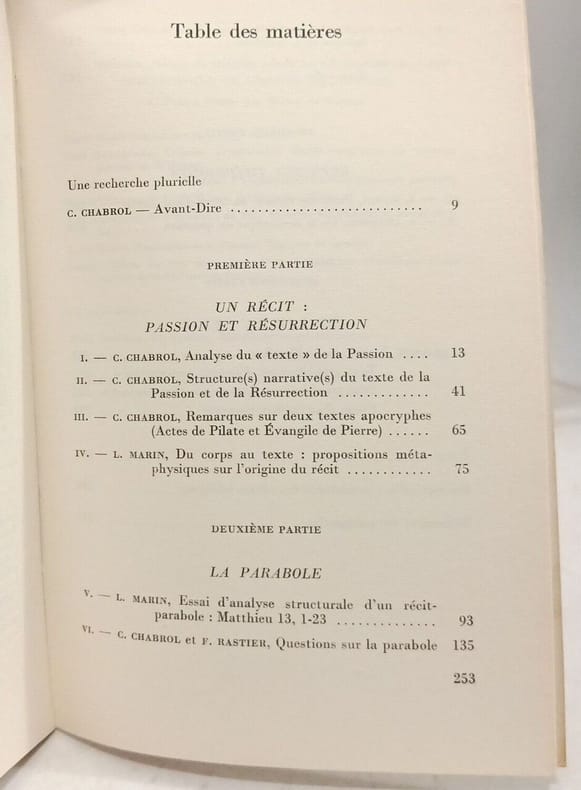 Table des matières
Une recherche pluricielle
C. CHABROL — Avant-Dire ............................ 9
PREMIÈRE PARTIE
UN RÉCIT :
PASSION ET RÉSURRECTION
I. — C. CHABROL, Analyse du « texte » de la Passion .... 13
II. — C. CHABROL, Structure(s) narrative(s) du texte de la
Passion et de la Résurrection ............. 41
III. — C. CHABROL, Remarques sur deux textes apocryphes
(Actes de Pilate et Évangile de Pierre) ...... 65
IV. — L. MARIN, Du corps au texte : propositions méta-
physiques sur l'origine du récit ............ 75
DEUXIÈME PARTIE
LA PARABOLE
V. — L. MARIN, Essai d'analyse structurale d'un récit-
parabole : Matthieu 13, 1-23 .............. 93
VI. — C. CHABROL et F. RASTIER, Questions sur la parabole 135
253